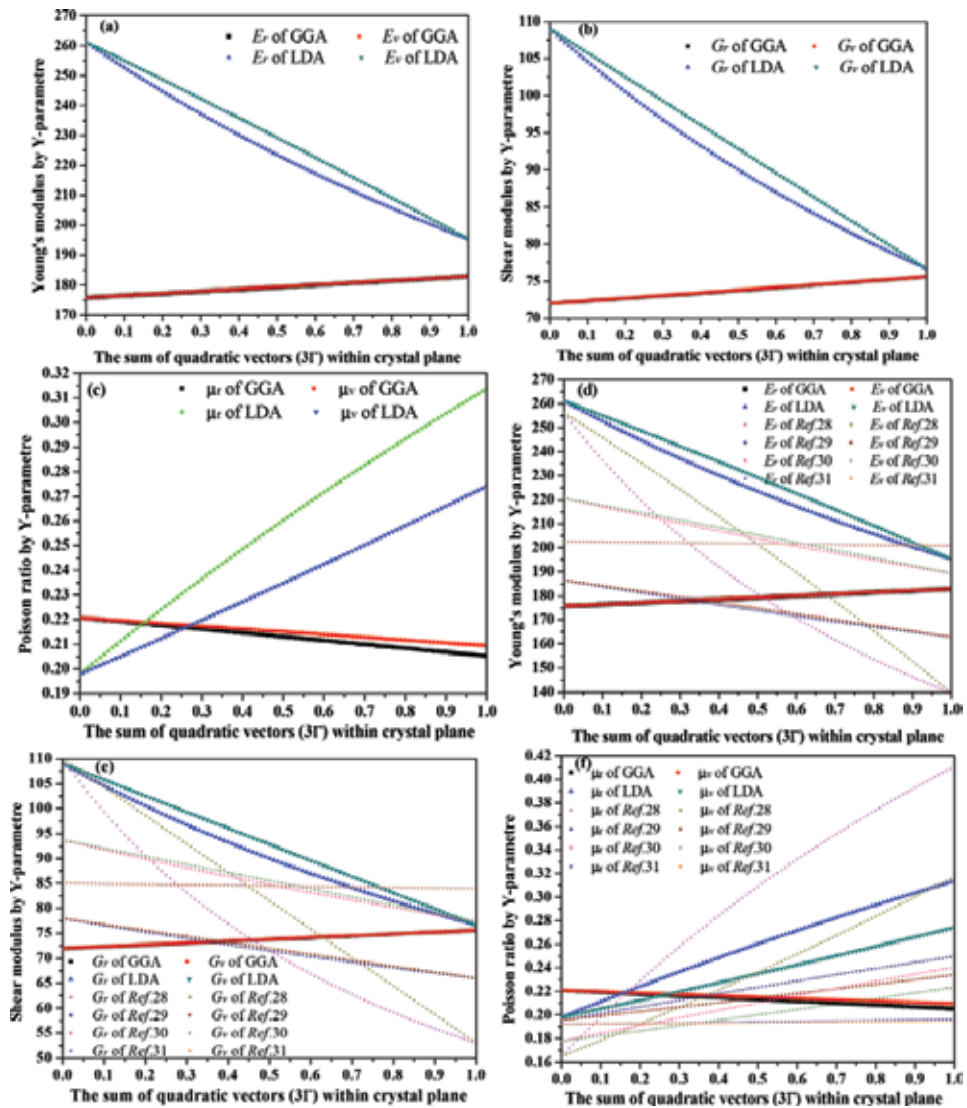 (a)
Er of GGA Ev of GGA
Er of LDA Ev of LDA
Young's modulus by Y-parametre
270
260
250
240
230
220
210
200
190
180
170
0.0 0.1 0.2 0.3 0.4 0.5 0.6 0.7 0.8 0.9 1.0
The sum of quadratic vectors (3Γ) within crystal plane
(b)
Gr of GGA Gv of GGA
Gr of LDA Gv of LDA
Shear modulus by Y-parametre
110
105
100
95
90
85
80
75
70
0.0 0.1 0.2 0.3 0.4 0.5 0.6 0.7 0.8 0.9 1.0
The sum of quadratic vectors (3Γ) within crystal plane
(c)
μr of GGA μv of GGA
μr of LDA μv of LDA
Poisson ratio by Y-parametre
0.32
0.31
0.30
0.29
0.28
0.27
0.26
0.25
0.24
0.23
0.22
0.21
0.20
0.19
0.0 0.1 0.2 0.3 0.4 0.5 0.6 0.7 0.8 0.9 1.0
The sum of quadratic vectors (3Γ) within crystal plane
(d)
Er of GGA Ev of GGA
Er of LDA Ev of LDA
Er of Ref.28 Ev of Ref.28
Er of Ref.29 Ev of Ref.29
Er of Ref.30 Ev of Ref.30
Er of Ref.31 Ev of Ref.31
Young's modulus by Y-parametre
270
260
250
240
230
220
210
200
190
180
170
160
150
140
0.0 0.1 0.2 0.3 0.4 0.5 0.6 0.7 0.8 0.9 1.0
The sum of quadratic vectors (3Γ) within crystal plane
(e)
Gr of GGA Gv of GGA
Gr of LDA Gv of LDA
Gr of Ref.28 Gv of Ref.28
Gr of Ref.29 Gv of Ref.29
Gr of Ref.30 Gv of Ref.30
Gr of Ref.31 Gv of Ref.31
Shear modulus by Y-parametre
110
105
100
95
90
85
80
75
70
65
60
55
50
0.0 0.1 0.2 0.3 0.4 0.5 0.6 0.7 0.8 0.9 1.0
The sum of quadratic vectors (3Γ) within crystal plane
(f)
μr of GGA μv of GGA
μr of LDA μv of LDA
μr of Ref.28 μv of Ref.28
μr of Ref.29 μv of Ref.29
μr of Ref.30 μv of Ref.30
μr of Ref.31 μv of Ref.31
Poisson ratio by Y-parametre
0.42
0.40
0.38
0.36
0.34
0.32
0.30
0.28
0.26
0.24
0.22
0.20
0.18
0.16
0.0 0.1 0.2 0.3 0.4 0.5 0.6 0.7 0.8 0.9 1.0
The sum of quadratic vectors (3Γ) within crystal plane